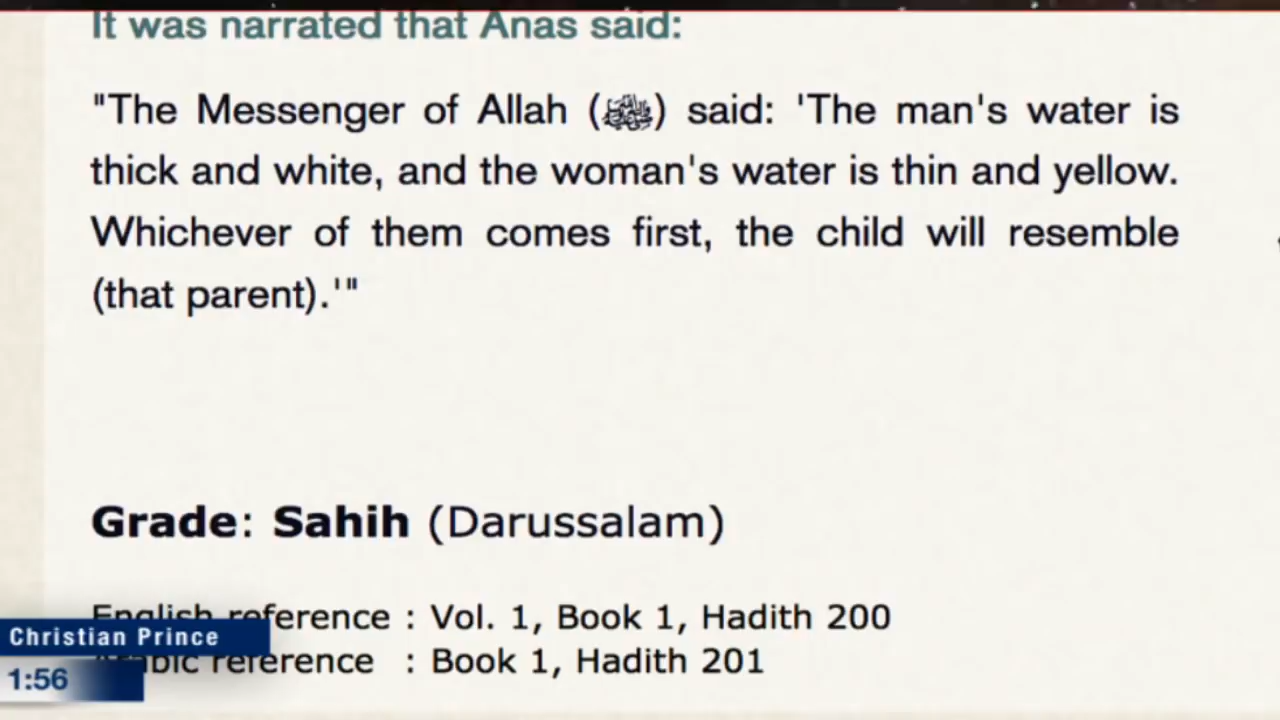 It was narrated that Anas said:
"The Messenger of Allah (ﷺ) said: 'The man's water is
thick and white, and the woman's water is thin and yellow.
Whichever of them comes first, the child will resemble
(that parent).'"
Grade: Sahih (Darussalam)
English reference : Vol. 1, Book 1, Hadith 200
Christian Prince
Arabic reference : Book 1, Hadith 201
1:56